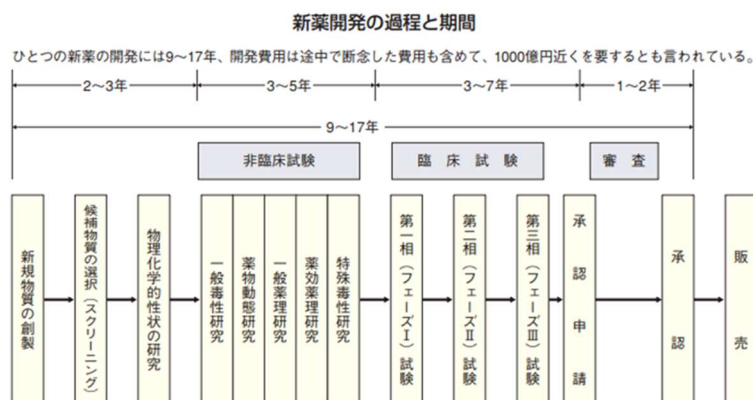 新薬開発の過程と期間
ひとつの新薬の開発には9〜17年、開発費用は途中で断念した費用も含めて、1000億円近くを要するとも言われている。
2〜3年
3〜5年
3〜7年
1〜2年
9〜17年
非臨床試験
臨床試験
審査
新規物質の創製
候補物質の選択（スクリーニング）
物理化学的性状の研究
一般毒性研究
薬物動態研究
一般薬理研究
薬効薬理研究
特殊毒性研究
第一相（フェーズⅠ）試験
第二相（フェーズⅡ）試験
第三相（フェーズⅢ）試験
承認申請
承認
販売